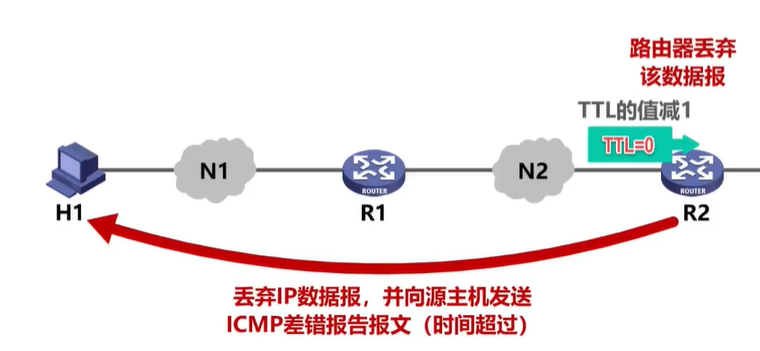 路由器丢弃
该数据报
TTL的值减1
TTL=0
N1
N2
ROUTER
ROUTER
H1
R1
R2
丢弃IP数据报，并向源主机发送
ICMP差错报告报文（时间超过）